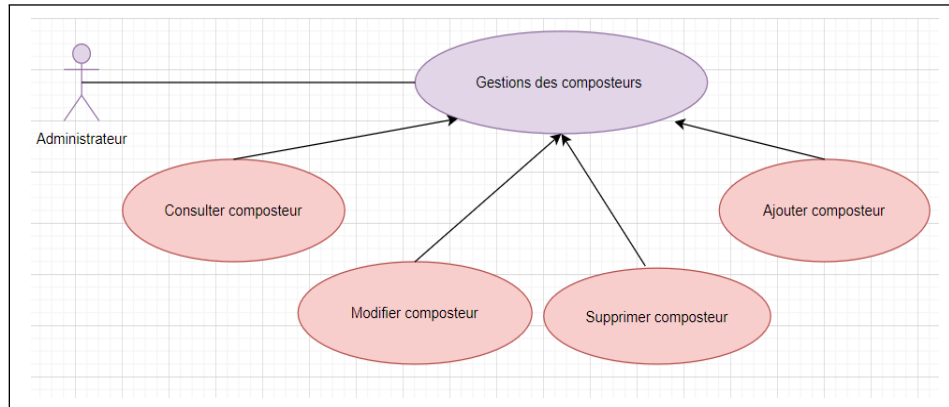 Gestions des composteurs
Administrateur
Consulter composteur
Ajouter composteur
Modifier composteur
Supprimer composteur